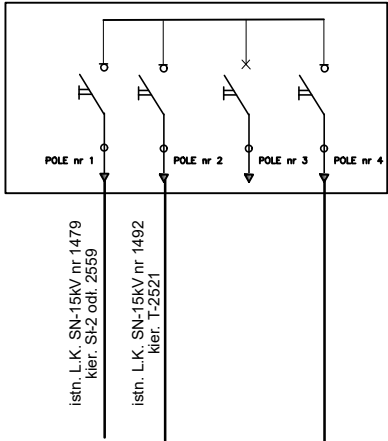 POLE nr 1
POLE nr 2
POLE nr 3
POLE nr 4
istn. L.K. SN-15kV nr 1479
kier. Sł-2 odł. 2559
istn. L.K. SN-15kV nr 1492
kier. T-2521